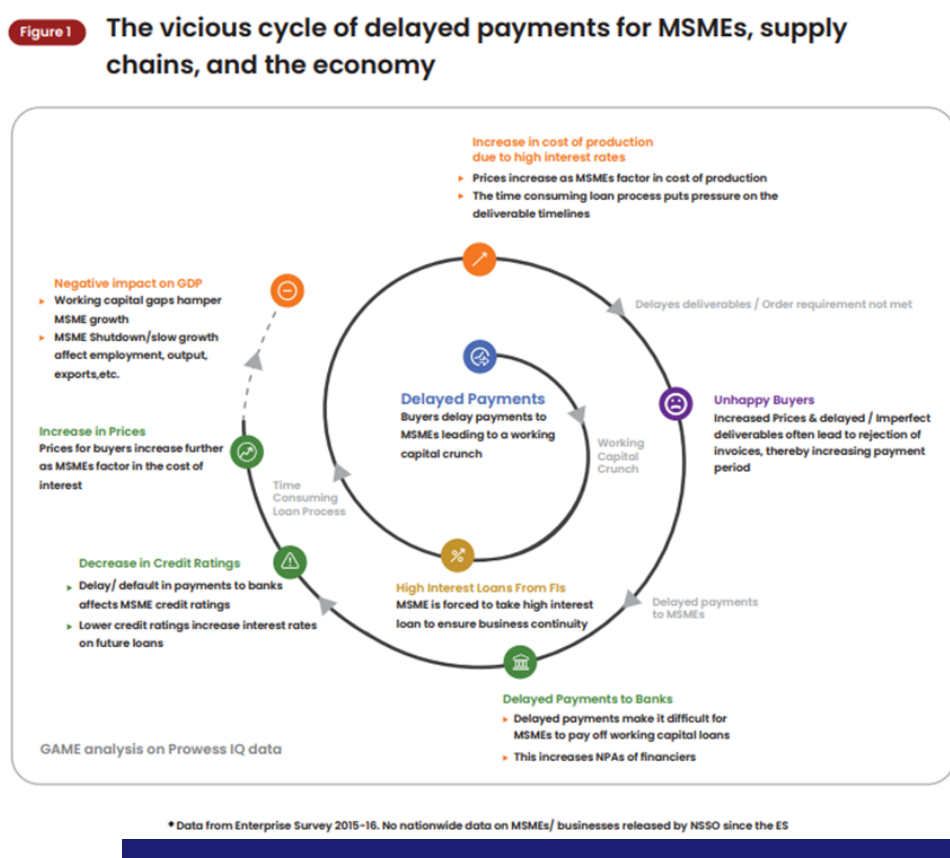 Figure 1
The vicious cycle of delayed payments for MSMEs, supply
chains, and the economy
Increase in cost of production
due to high interest rates
Prices increase as MSMEs factor in cost of production
The time consuming loan process puts pressure on the
deliverable timelines
Delayes deliverables / Order requirement not met
Negative impact on GDP
Working capital gaps hamper
MSME growth
MSME Shutdown/slow growth
affect employment, output,
exports,etc.
Delayed Payments
Buyers delay payments to
MSMEs leading to a working
capital crunch
Unhappy Buyers
Increased Prices & delayed / Imperfect
deliverables often lead to rejection of
invoices, thereby increasing payment
period
Increase in Prices
Prices for buyers increase further
as MSMEs factor in the cost of
interest
Working
Capital
Crunch
Time
Consuming
Loan Process
Decrease in Credit Ratings
Delay/ default in payments to banks
affects MSME credit ratings
Lower credit ratings increase interest rates
on future loans
High Interest Loans From FIs
MSME is forced to take high interest
loan to ensure business continuity
Delayed payments
to MSMEs
Delayed Payments to Banks
Delayed payments make it difficult for
MSMEs to pay off working capital loans
This increases NPAs of financiers
GAME analysis on Prowess IQ data
*Data from Enterprise Survey 2015-16. No nationwide data on MSMEs/ businesses released by NSSO since the ES